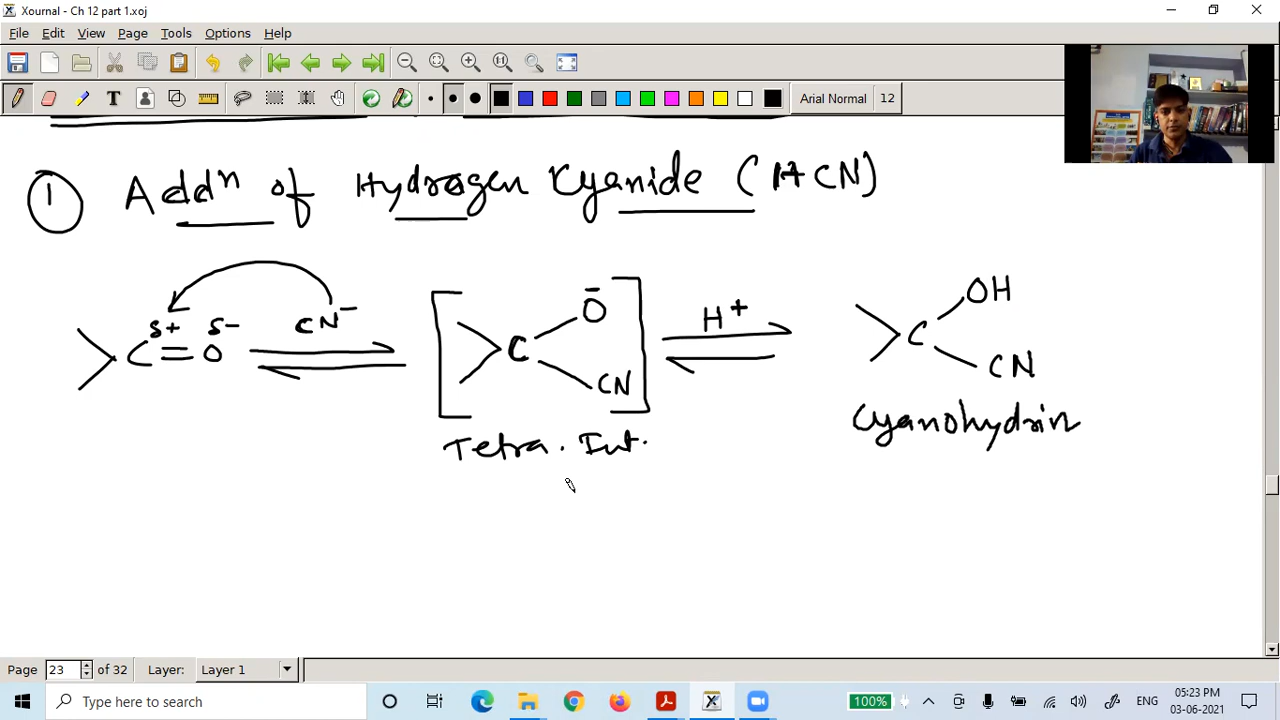 Xournal - Ch 12 part 1.xoj
File Edit View Page Tools Options Help
Arial Normal 12
① Addⁿ of Hydrogen Cyanide (HCN)
C=O δ+ δ− CN⁻ ⇌ [C O⁻ CN] H⁺ ⇌ C OH CN
Tetra. Int. Cyanohydrin
Page 23 of 32 Layer: Layer 1
Type here to search 100% ENG 05:23 PM
03-06-2021